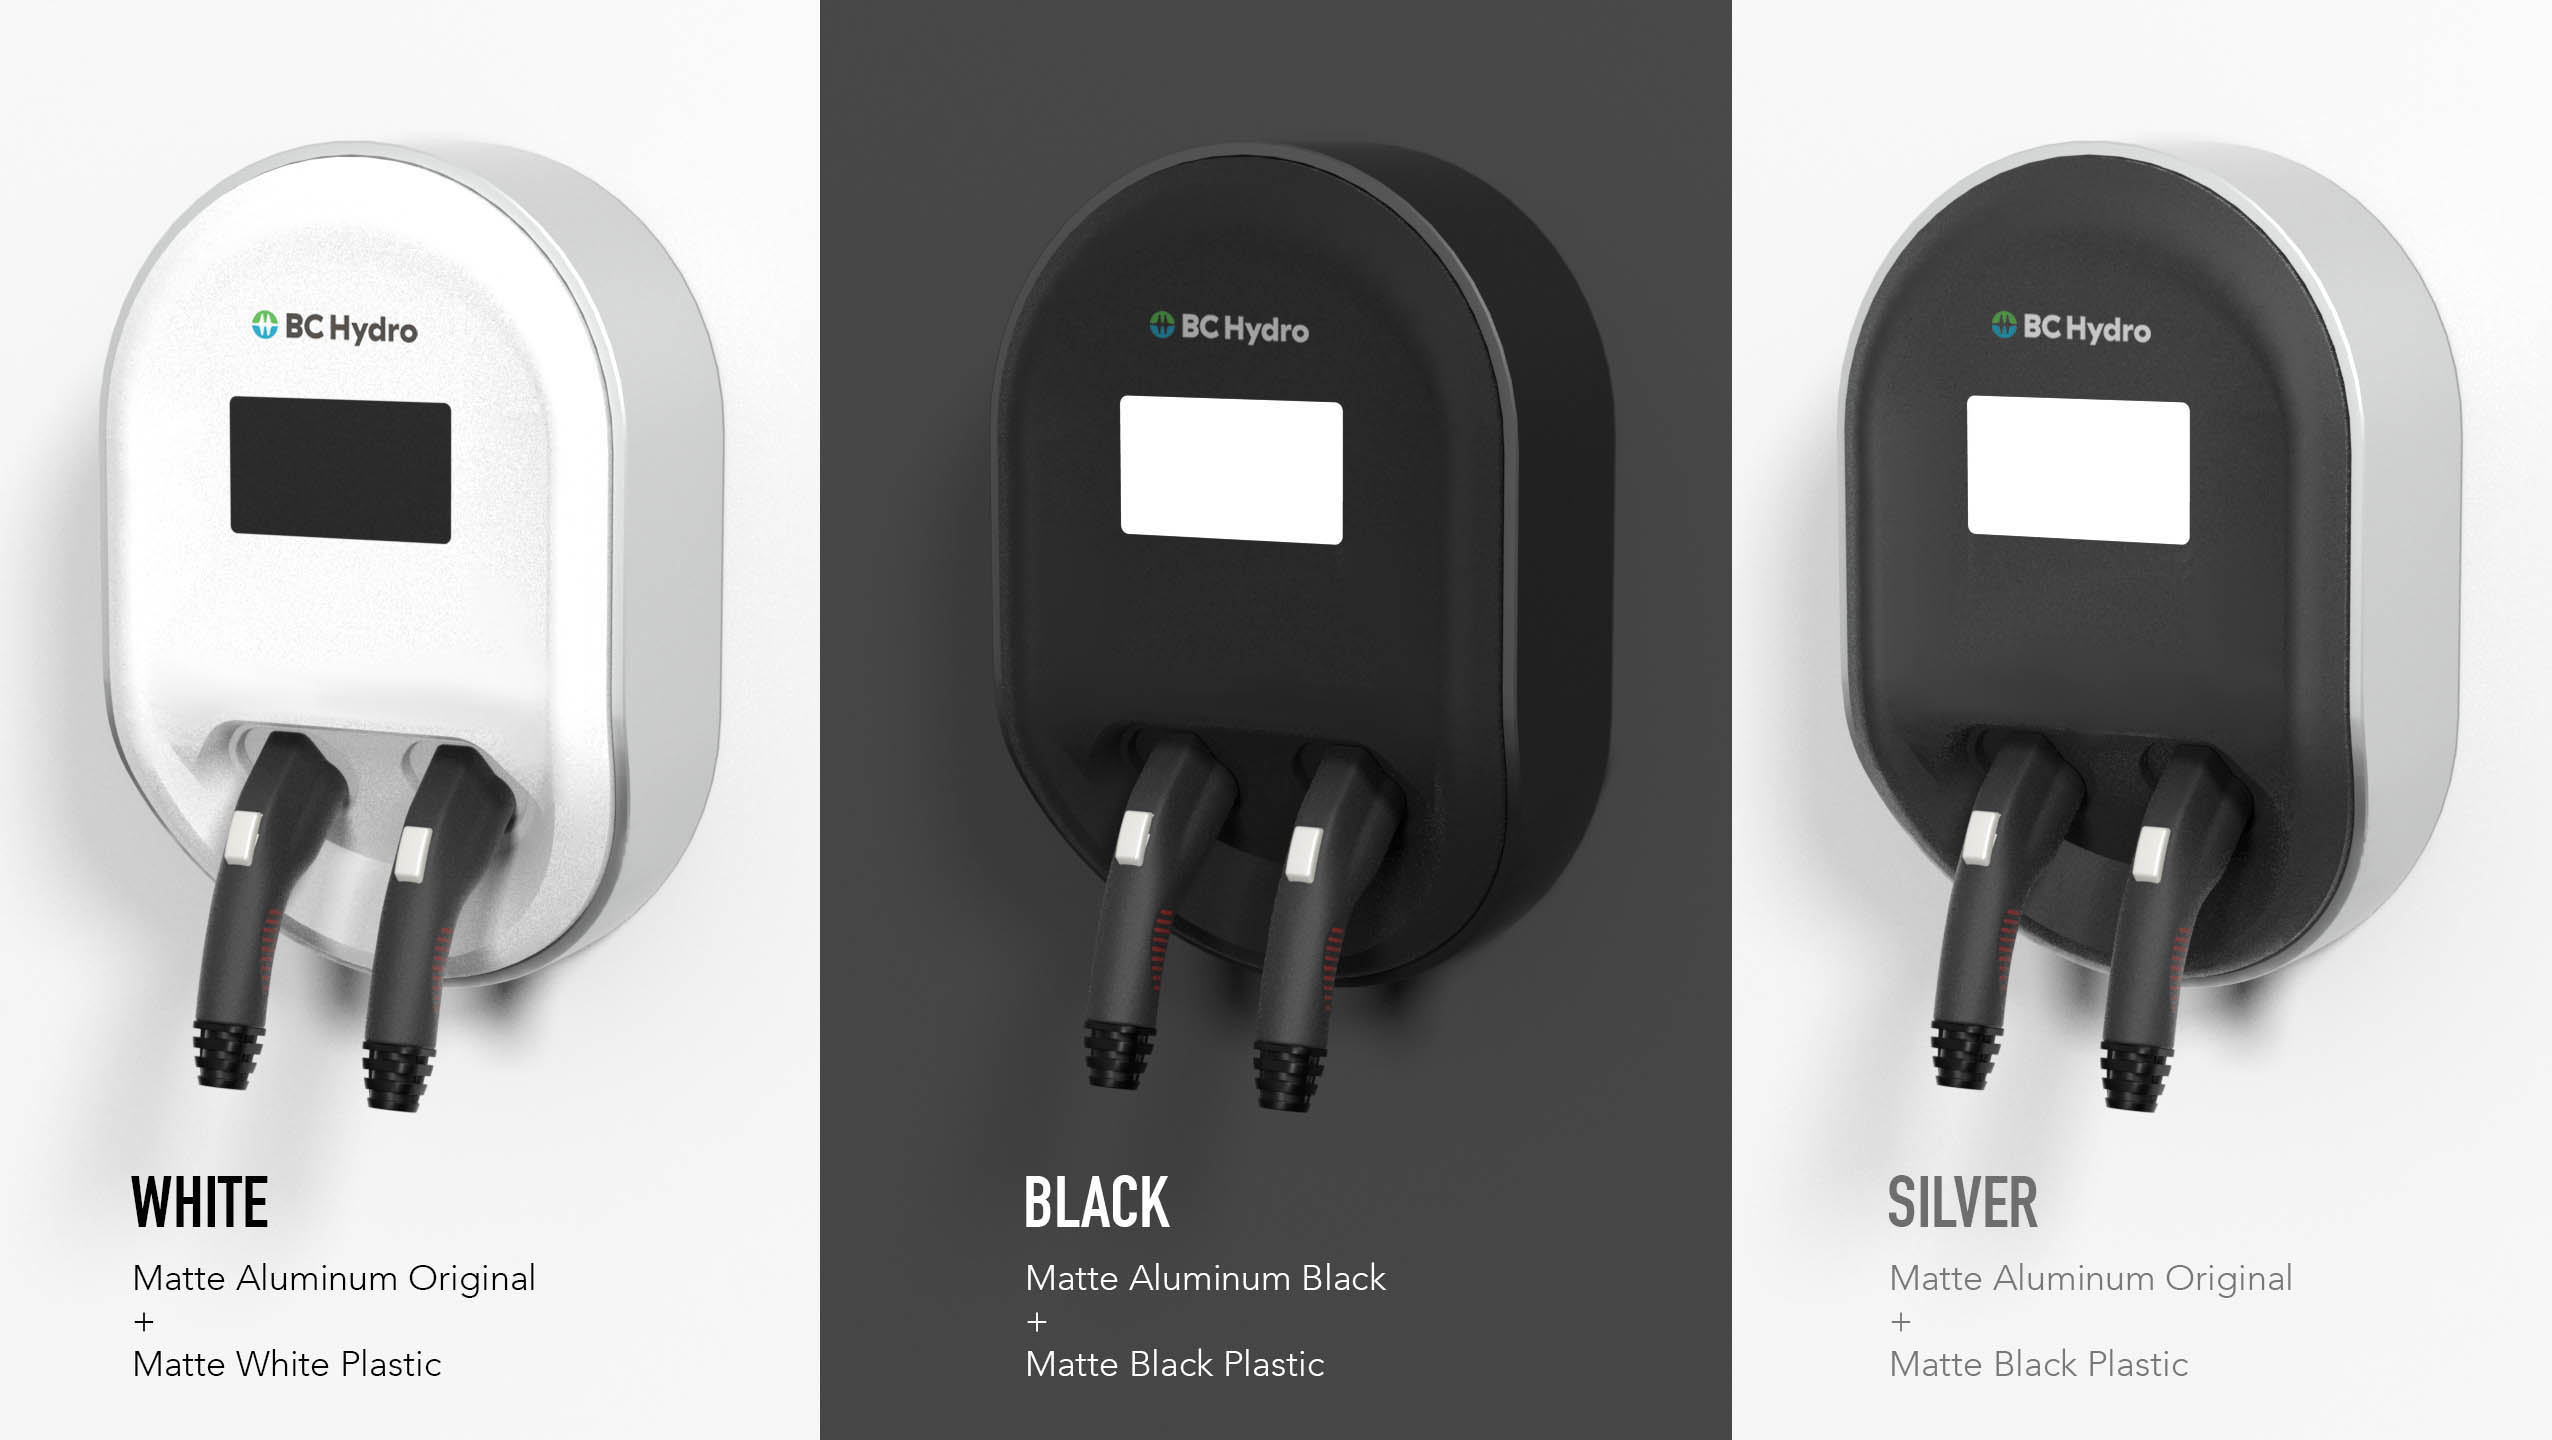 BC Hydro
WHITE
Matte Aluminum Original
+
Matte White Plastic
BC Hydro
BLACK
Matte Aluminum Black
+
Matte Black Plastic
BC Hydro
SILVER
Matte Aluminum Original
+
Matte Black Plastic